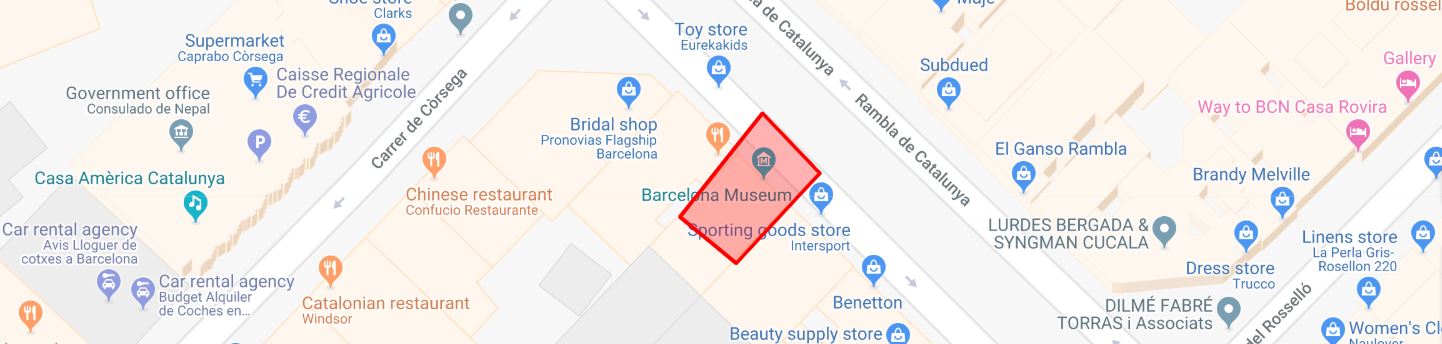 Shoe store
Clarks
Supermarket
Caprabo Còrsega
Caisse Regionale
De Credit Agricole
Government office
Consulado de Nepal
P
Casa Amèrica Catalunya
Car rental agency
Avis Lloguer de
cotxes a Barcelona
Car rental agency
Budget Alquiler
de Coches en...
Carrer de Còrsega
Chinese restaurant
Confucio Restaurante
Catalonian restaurant
Windsor
Bridal shop
Pronovias Flagship
Barcelona
Toy store
Eurekakids
Barcelona Museum
Sporting goods store
Intersport
Benetton
Beauty supply store
de Catalunya
Rambla de Catalunya
Maje
Subdued
El Ganso Rambla
LURDES BERGADA &
SYNGMAN CUCALA
DILMÉ FABRÉ
TORRAS i Associats
Boldú rossel
Gallery
Way to BCN Casa Rovira
Brandy Melville
Dress store
Trucco
Linens store
La Perla Gris-
Rosellon 220
del Rosselló
Women's Cl
Naulover